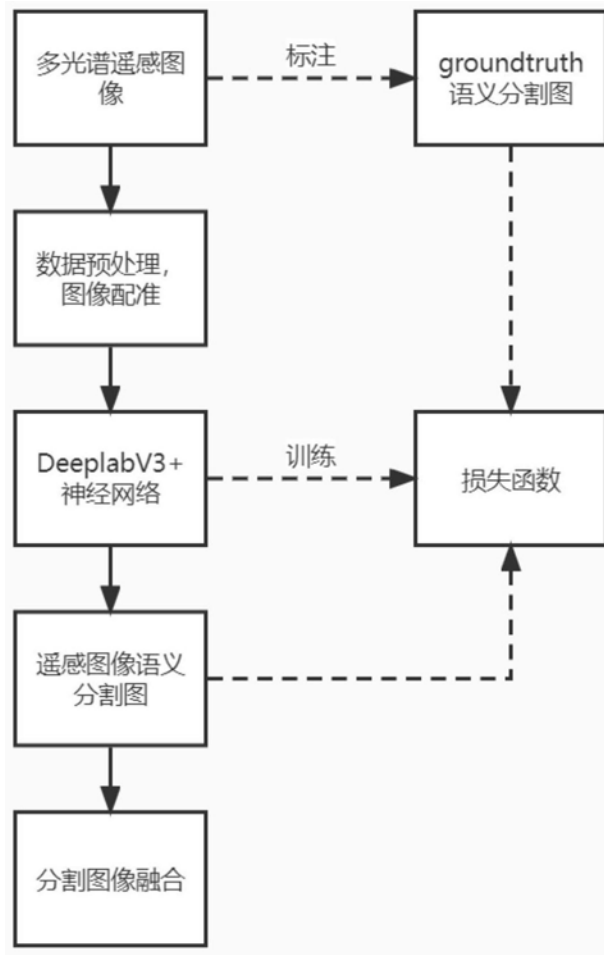 多光谱遥感图
像
标注
groundtruth
语义分割图
数据预处理，
图像配准
DeeplabV3+
神经网络
训练
损失函数
遥感图像语义
分割图
分割图像融合